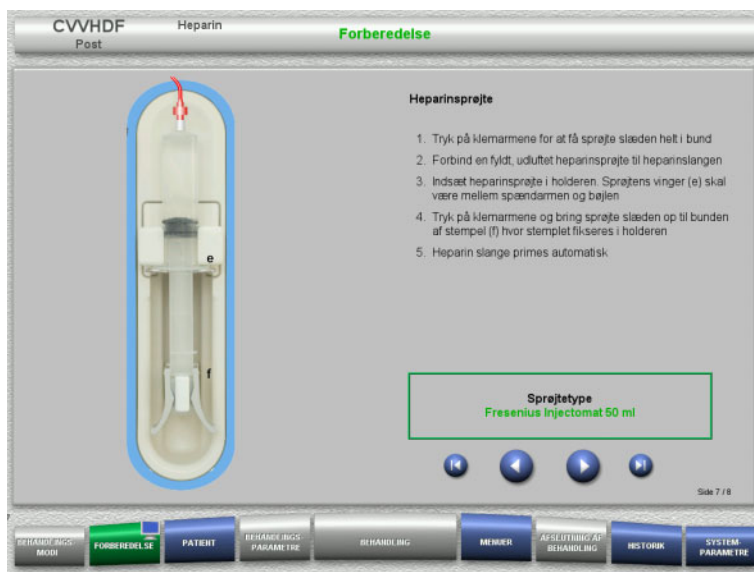 CVVHDF Heparin
Post
Forberedelse
Heparinsprøjte
1. Tryk på klemarmene for at få sprøjte slæden helt i bund
2. Forbind en fyldt, udluftet heparinsprøjte til heparinslangen
3. Indsæt heparinsprøjte i holderen. Sprøjtens vinger (e) skal
være mellem spændarmen og bøjlen
4. Tryk på klemarmene og bring sprøjte slæden op til bunden
af stempel (f) hvor stemplet fikseres i holderen
5. Heparin slange primes automatisk
e
f
Sprøjtetype
Fresenius Injectomat 50 ml
Side 7 / 8
BEHANDLINGS-
MODI
FORBEREDELSE
PATIENT
BEHANDLINGS
PARAMETRE
BEHANDLING
MENUER
AFSLUTNING AF
BEHANDLING
HISTORIK
SYSTEM-
PARAMETRE